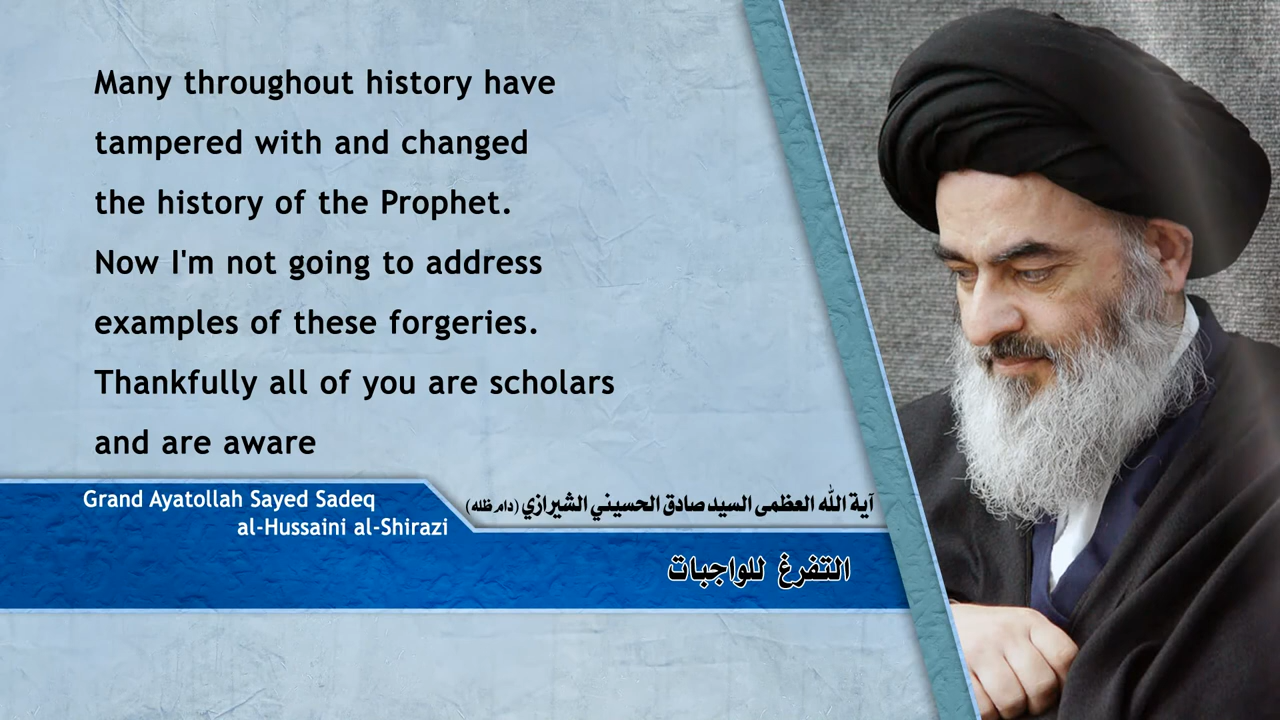 Many throughout history have
tampered with and changed
the history of the Prophet.
Now I'm not going to address
examples of these forgeries.
Thankfully all of you are scholars
and are aware
Grand Ayatollah Sayed Sadeq
al-Hussaini al-Shirazi
آية الله العظمى السيد صادق الحسيني الشيرازي (دام ظله)
التفرغ للواجبات